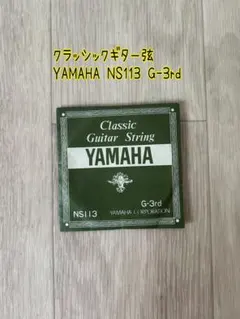 クラッシックギター弦
YAMAHA NS113 G-3rd
Classic
Guitar String
YAMAHA
G-3rd
NS113 YAMAHA CORPORATION